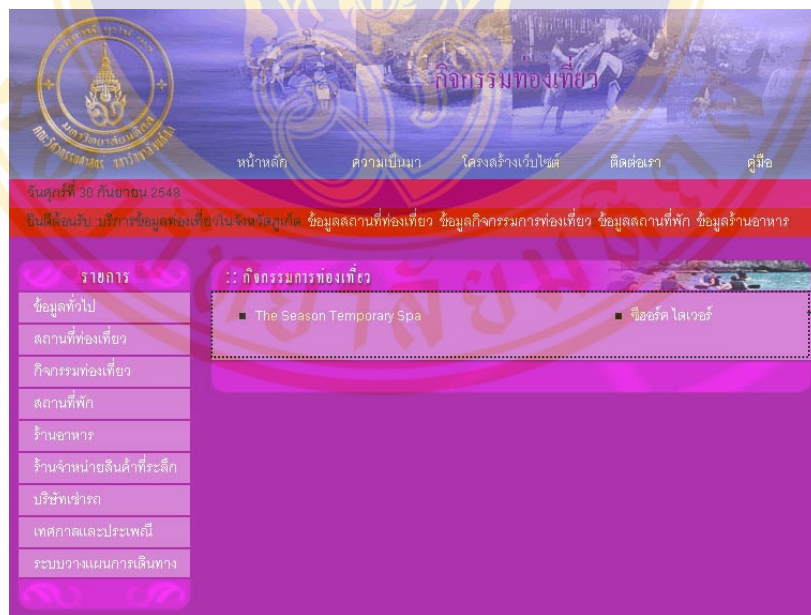 กิจกรรมท่องเที่ยว
หน้าหลัก ความเป็นมา โครงสร้างเว็บไซต์ ติดต่อเรา คู่มือ
วันศุกร์ที่ 30 กันยายน 2548
ยินดีต้อนรับ บริการข้อมูลท่องเที่ยวในจังหวัดภูเก็ต ข้อมูลสถานที่ท่องเที่ยว ข้อมูลกิจกรรมการท่องเที่ยว ข้อมูลสถานที่พัก ข้อมูลร้านอาหาร
รายการ
ข้อมูลทั่วไป
สถานที่ท่องเที่ยว
กิจกรรมท่องเที่ยว
สถานที่พัก
ร้านอาหาร
ร้านจำหน่ายสินค้าที่ระลึก
บริษัทเช่ารถ
เทศกาลและประเพณี
ระบบวางแผนการเดินทาง
:: กิจกรรมการท่องเที่ยว
The Season Temporary Spa
ซีฮอร์ค ไดเวอร์